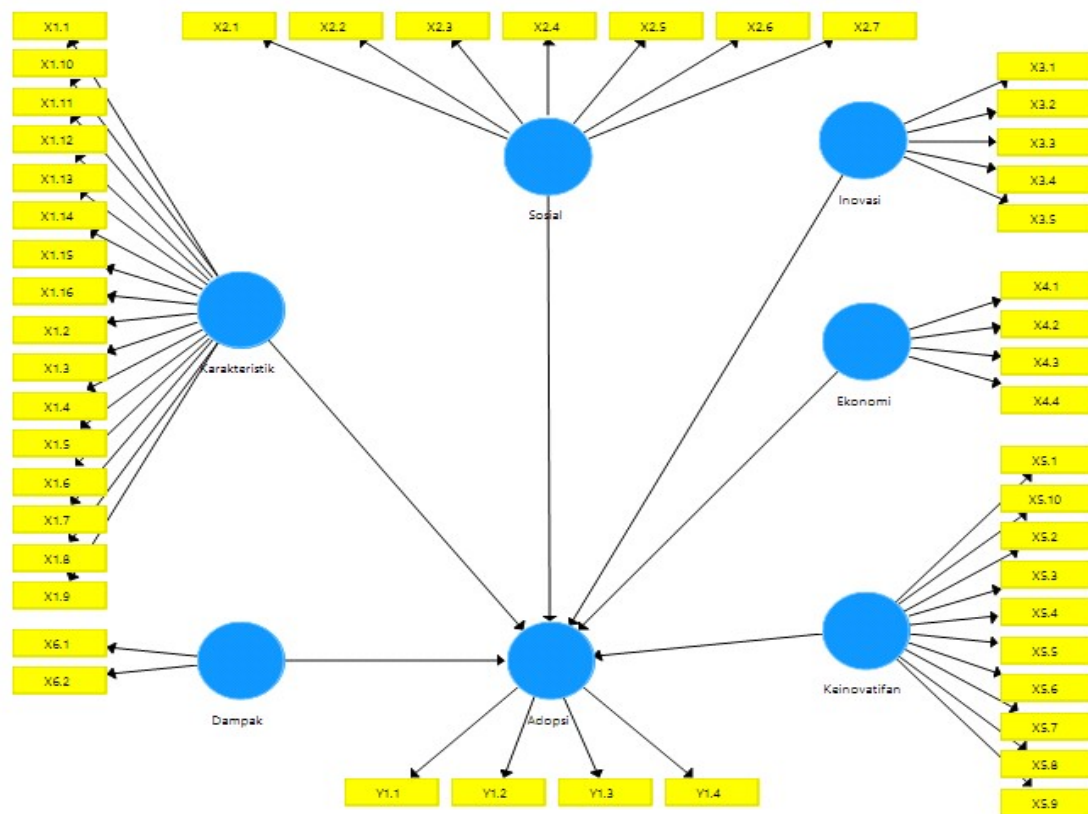 X1.1
X1.10
X1.11
X1.12
X1.13
X1.14
X1.15
X1.16
X1.2
X1.3
X1.4
X1.5
X1.6
X1.7
X1.8
X1.9
X6.1
X6.2
X2.1
X2.2
X2.3
X2.4
X2.5
X2.6
X2.7
Sosial
Karakteristik
Dampak
Adopsi
Y1.1
Y1.2
Y1.3
Y1.4
Inovasi
Ekonomi
Keinovatifan
X3.1
X3.2
X3.3
X3.4
X3.5
X4.1
X4.2
X4.3
X4.4
X5.1
X5.10
X5.2
X5.3
X5.4
X5.5
X5.6
X5.7
X5.8
X5.9